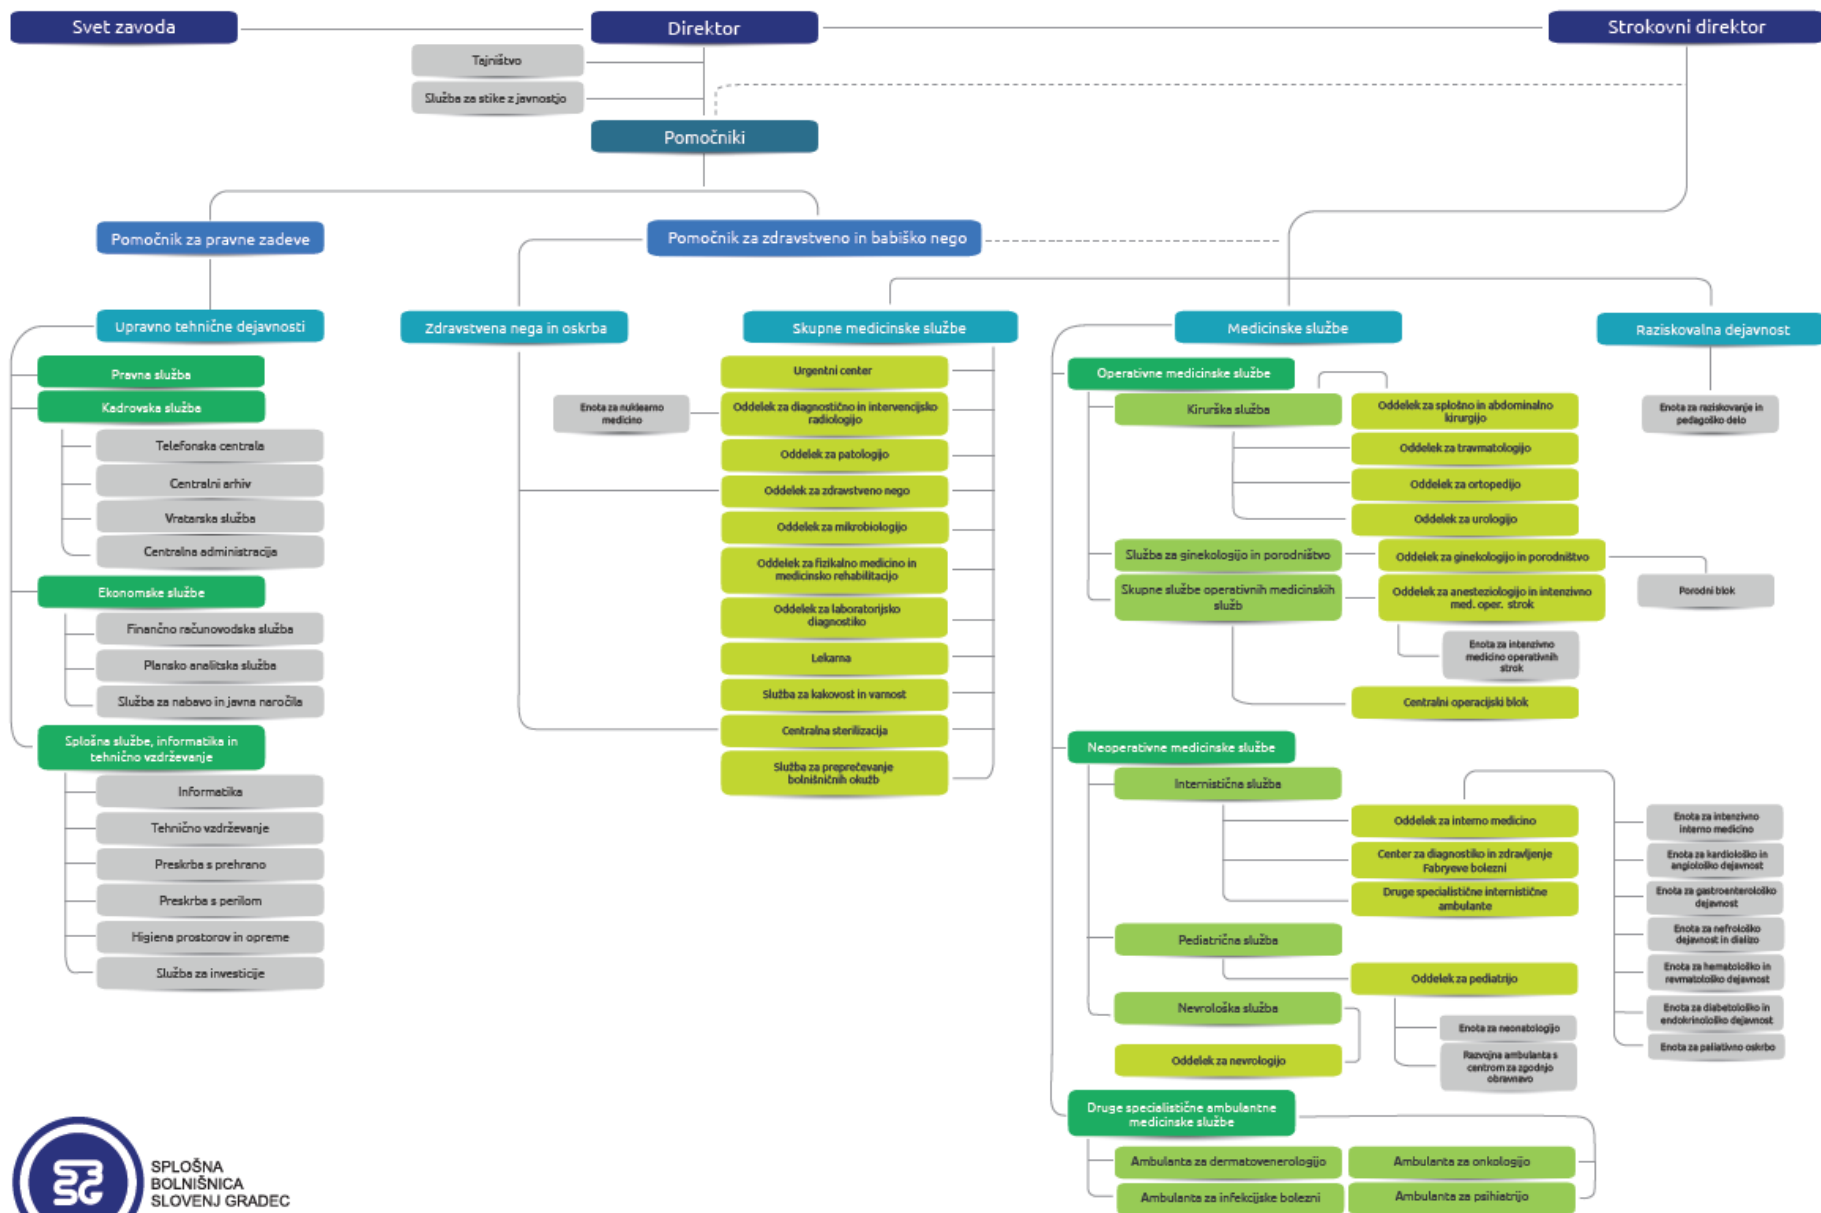 Svet zavoda
Direktor
Strokovni direktor
Tajništvo
Služba za stike z javnostjo
Pomočniki
Pomočnik za pravne zadeve
Pomočnik za zdravstveno in babiško nego
Upravno tehnične dejavnosti
Zdravstvena nega in oskrba
Skupne medicinske službe
Medicinske službe
Raziskovalna dejavnost
Pravna služba
Kadrovska služba
Telefonska centrala
Centralni arhiv
Vratarska služba
Centralna administracija
Ekonomske službe
Finančno računovodska služba
Plansko analitska služba
Služba za nabavo in javna naročila
Splošna službe, informatika in
tehnično vzdrževanje
Informatika
Tehnično vzdrževanje
Preskrba s prehrano
Perskrba s perilom
Higiena prostorov in opreme
Služba za investicije
Urgentni center
Enota za nuklearno
medicino
Oddelek za diagnostično in intervencijsko
radiologijo
Oddelek za patologijo
Oddelek za zdravstveno nego
Oddelek za mikrobiologijo
Oddelek za fizikalno medicino in
medicinsko rehabilitacijo
Oddelek za laboratorijsko
diagnostiko
Lekarna
Služba za kakovost in varnost
Centralna sterilizacija
Služba za preprečevanje
bolnišničnih okužb
Operativne medicinske službe
Kirurška služba
Oddelek za splošno in abdominalno
kirurgijo
Oddelek za travmatologijo
Oddelek za ortopedijo
Oddelek za urologijo
Služba za ginekologijo in porodništvo
Oddelek za ginekologijo in porodništvo
Porodni blok
Skupne službe operativnih medicinskih
služb
Oddelek za anesteziologijo in intenzivno
med. oper. strok
Enota za intenzivno
medicino operativnih
strok
Centralni operacijski blok
Enota za raziskovanje in
pedagoško delo
Neoperativne medicinske službe
Internistična služba
Oddelek za interno medicino
Center za diagnostiko in zdravljenje
Fabryeve bolezni
Druge specialistične internistične
ambulante
Enota za intenzivno
interno medicino
Enota za kardiološko in
angiološko dejavnost
Enota za gastroenterološko
dejavnost
Enota za nefrološko
dejavnost in dializo
Enota za hematološko in
revmatološko dejavnost
Enota za diabetološko in
endokrinološko dejavnost
Enota za paliativno oskrbo
Pediatrična služba
Oddelek za pediatrijo
Enota za neonatologijo
Razvojna ambulanta s
centrom za zgodnjo
obravnavo
Nevrološka služba
Oddelek za nevrologijo
Druge specialistične ambulantne
medicinske službe
Ambulanta za dermatovenerologijo
Ambulanta za onkologijo
Ambulanta za infekcijske bolezni
Ambulanta za psihiatrijo
SPLOŠNA
BOLNIŠNICA
SLOVENJ GRADEC